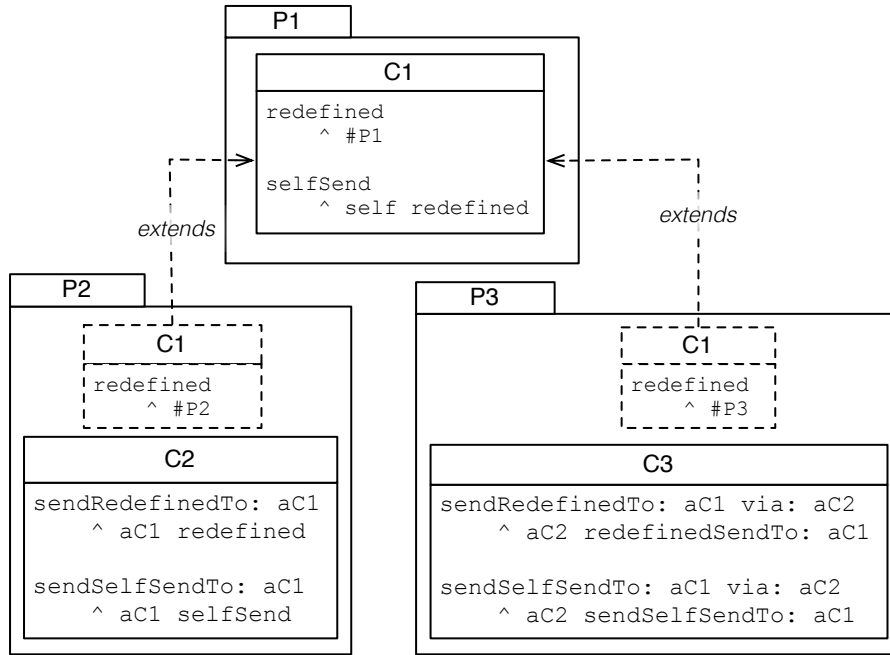 P1
C1
redefined
^ #P1
selfSend
^ self redefined
extends
extends
P2
C1
redefined
^ #P2
C2
sendRedefinedTo: aC1
^ aC1 redefined
sendSelfSendTo: aC1
^ aC1 selfSend
P3
C1
redefined
^ #P3
C3
sendRedefinedTo: aC1 via: aC2
^ aC2 redefinedSendTo: aC1
sendSelfSendTo: aC1 via: aC2
^ aC2 sendSelfSendTo: aC1